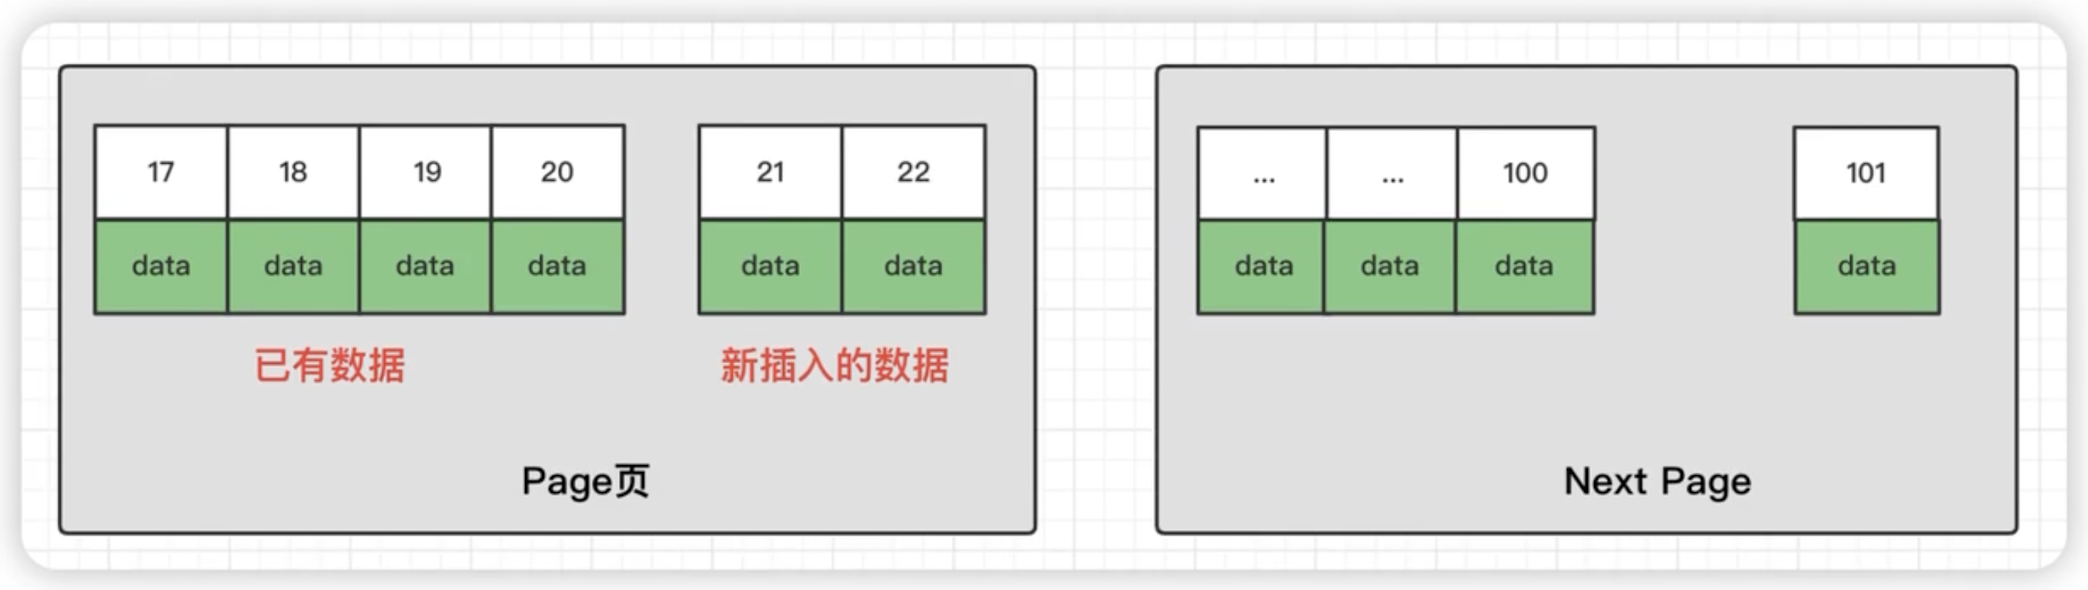 17 18 19 20 21 22
data data data data data data
已有数据 新插入的数据
Page页
... ... 100 101
data data data data
Next Page